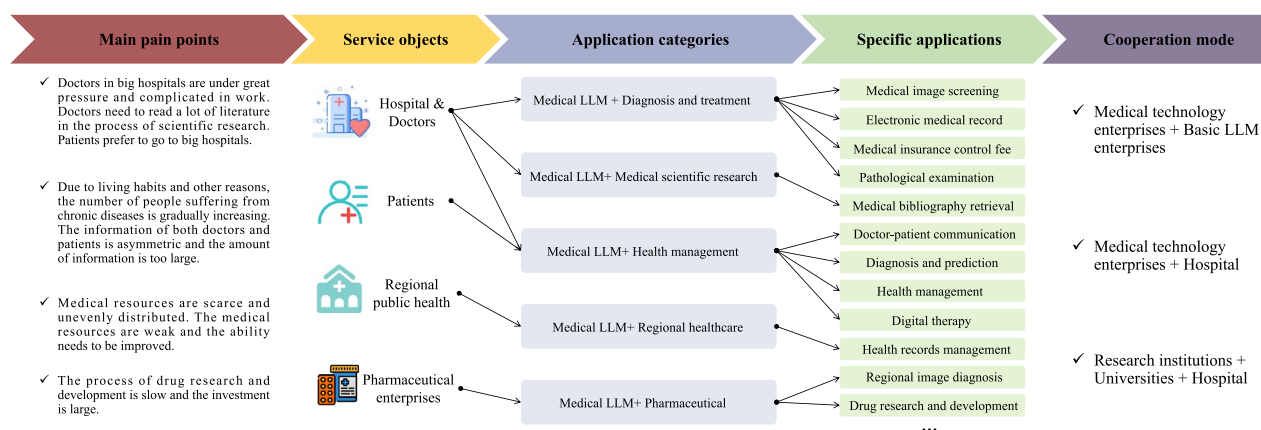 Main pain points
Service objects
Application categories
Specific applications
Cooperation mode
✓ Doctors in big hospitals are under great
pressure and complicated in work.
Doctors need to read a lot of literature
in the process of scientific research.
Patients prefer to go to big hospitals.
✓ Due to living habits and other reasons,
the number of people suffering from
chronic diseases is gradually increasing.
The information of both doctors and
patients is asymmetric and the amount
of information is too large.
✓ Medical resources are scarce and
unevenly distributed. The medical
resources are weak and the ability
needs to be improved.
✓ The process of drug research and
development is slow and the investment
is large.
Hospital &
Doctors
Patients
Regional
public health
Pharmaceutical
enterprises
Medical LLM + Diagnosis and treatment
Medical LLM+ Medical scientific research
Medical LLM+ Health management
Medical LLM+ Regional healthcare
Medical LLM+ Pharmaceutical
Medical image screening
Electronic medical record
Medical insurance control fee
Pathological examination
Medical bibliography retrieval
Doctor-patient communication
Diagnosis and prediction
Health management
Digital therapy
Health records management
Regional image diagnosis
Drug research and development
...
✓ Medical technology
enterprises + Basic LLM
enterprises
✓ Medical technology
enterprises + Hospital
✓ Research institutions +
Universities + Hospital